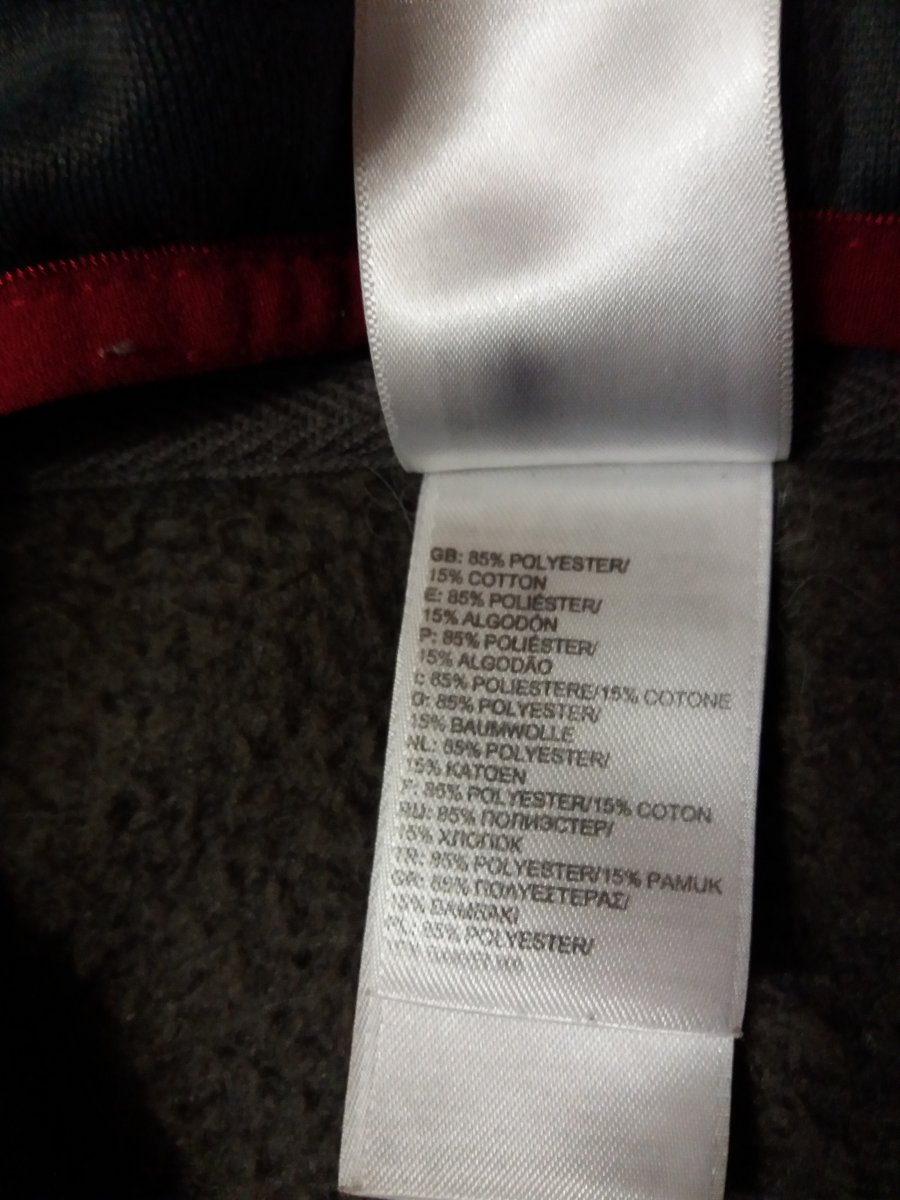 GB: 85% POLYESTER/
15% COTTON
E: 85% POLIÉSTER/
15% ALGODÓN
P: 85% POLIÉSTER/
15% ALGODÃO
I: 85% POLIESTERE/15% COTONE
D: 85% POLYESTER/
15% BAUMWOLLE
NL: 85% POLYESTER/
15% KATOEN
F: 85% POLYESTER/15% COTON
RU: 85% ПОЛИЭСТЕР/
15% ХЛОПОК
TR: 85% POLYESTER/15% PAMUK
GR: 85% ΠΟΛΥΕΣΤΕΡΑΣ/
15% ΒΑΜΒΑΚΙ
PL: 85% POLYESTER/